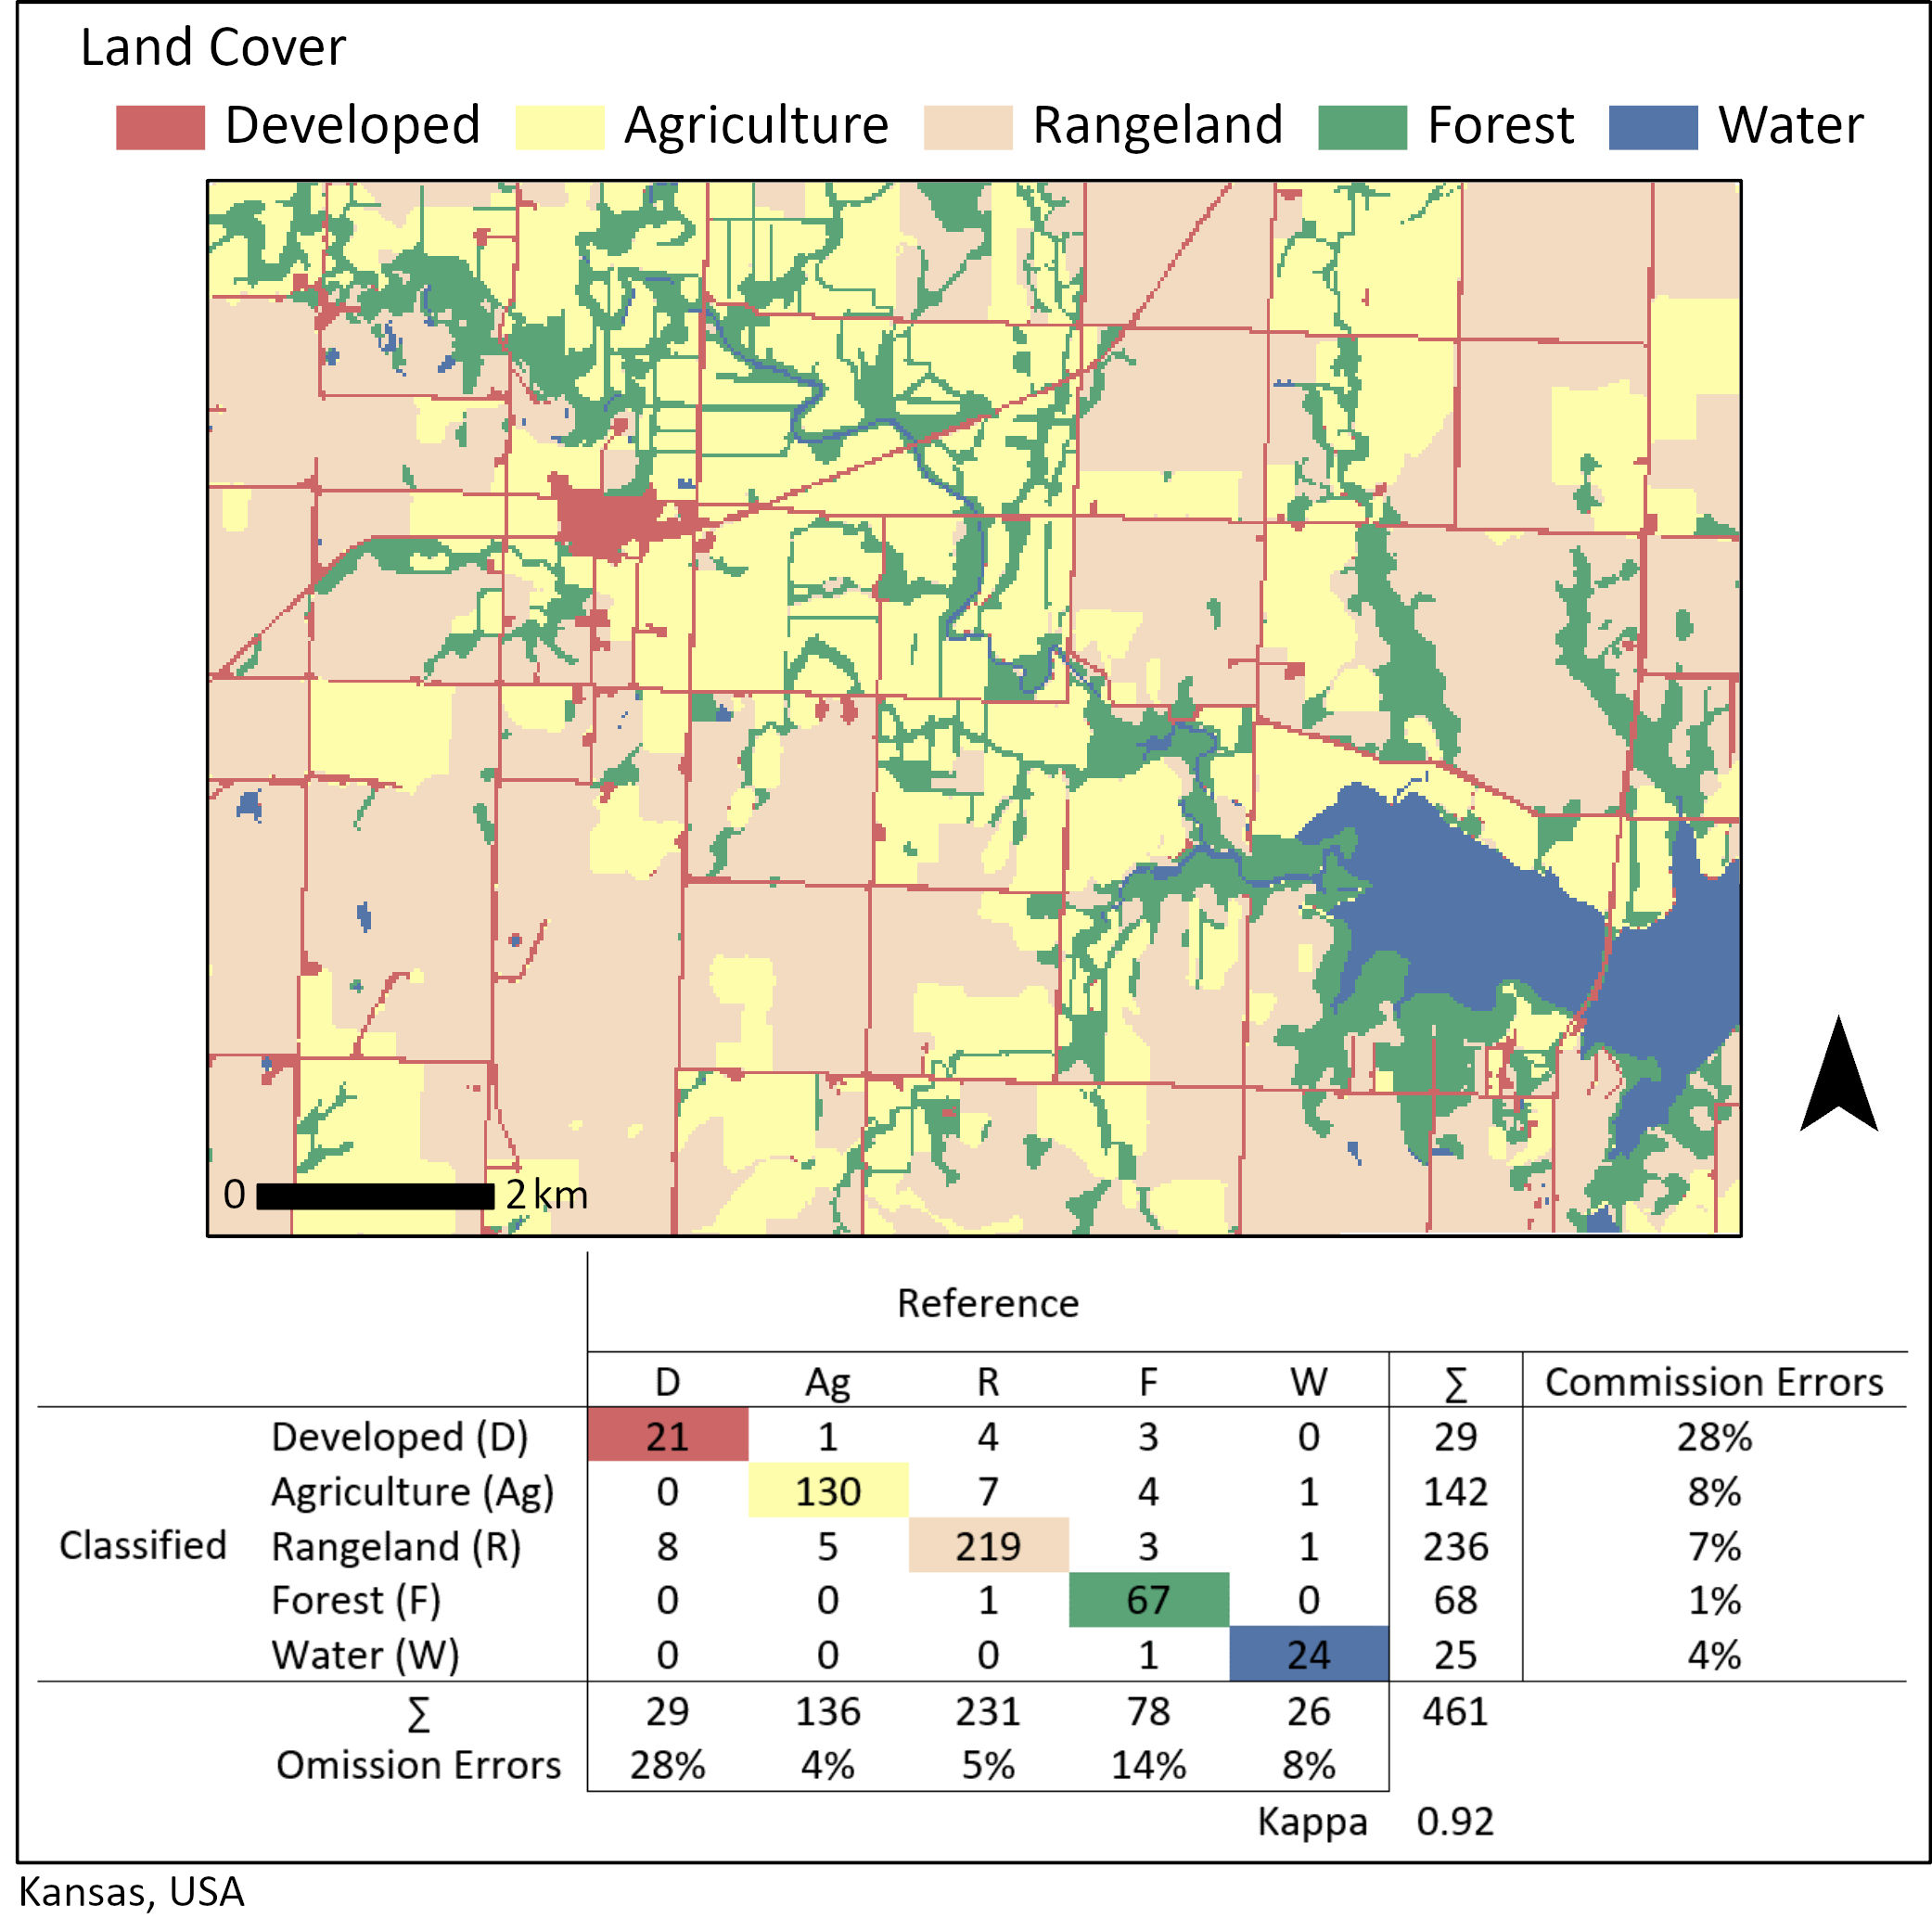 Land Cover
Developed Agriculture Rangeland Forest Water
0 2 km
Reference
D Ag R F W ∑ Commission Errors
Developed (D) 21 1 4 3 0 29 28%
Agriculture (Ag) 0 130 7 4 1 142 8%
Classified Rangeland (R) 8 5 219 3 1 236 7%
Forest (F) 0 0 1 67 0 68 1%
Water (W) 0 0 0 1 24 25 4%
∑ 29 136 231 78 26 461
Omission Errors 28% 4% 5% 14% 8%
Kappa 0.92
Kansas, USA